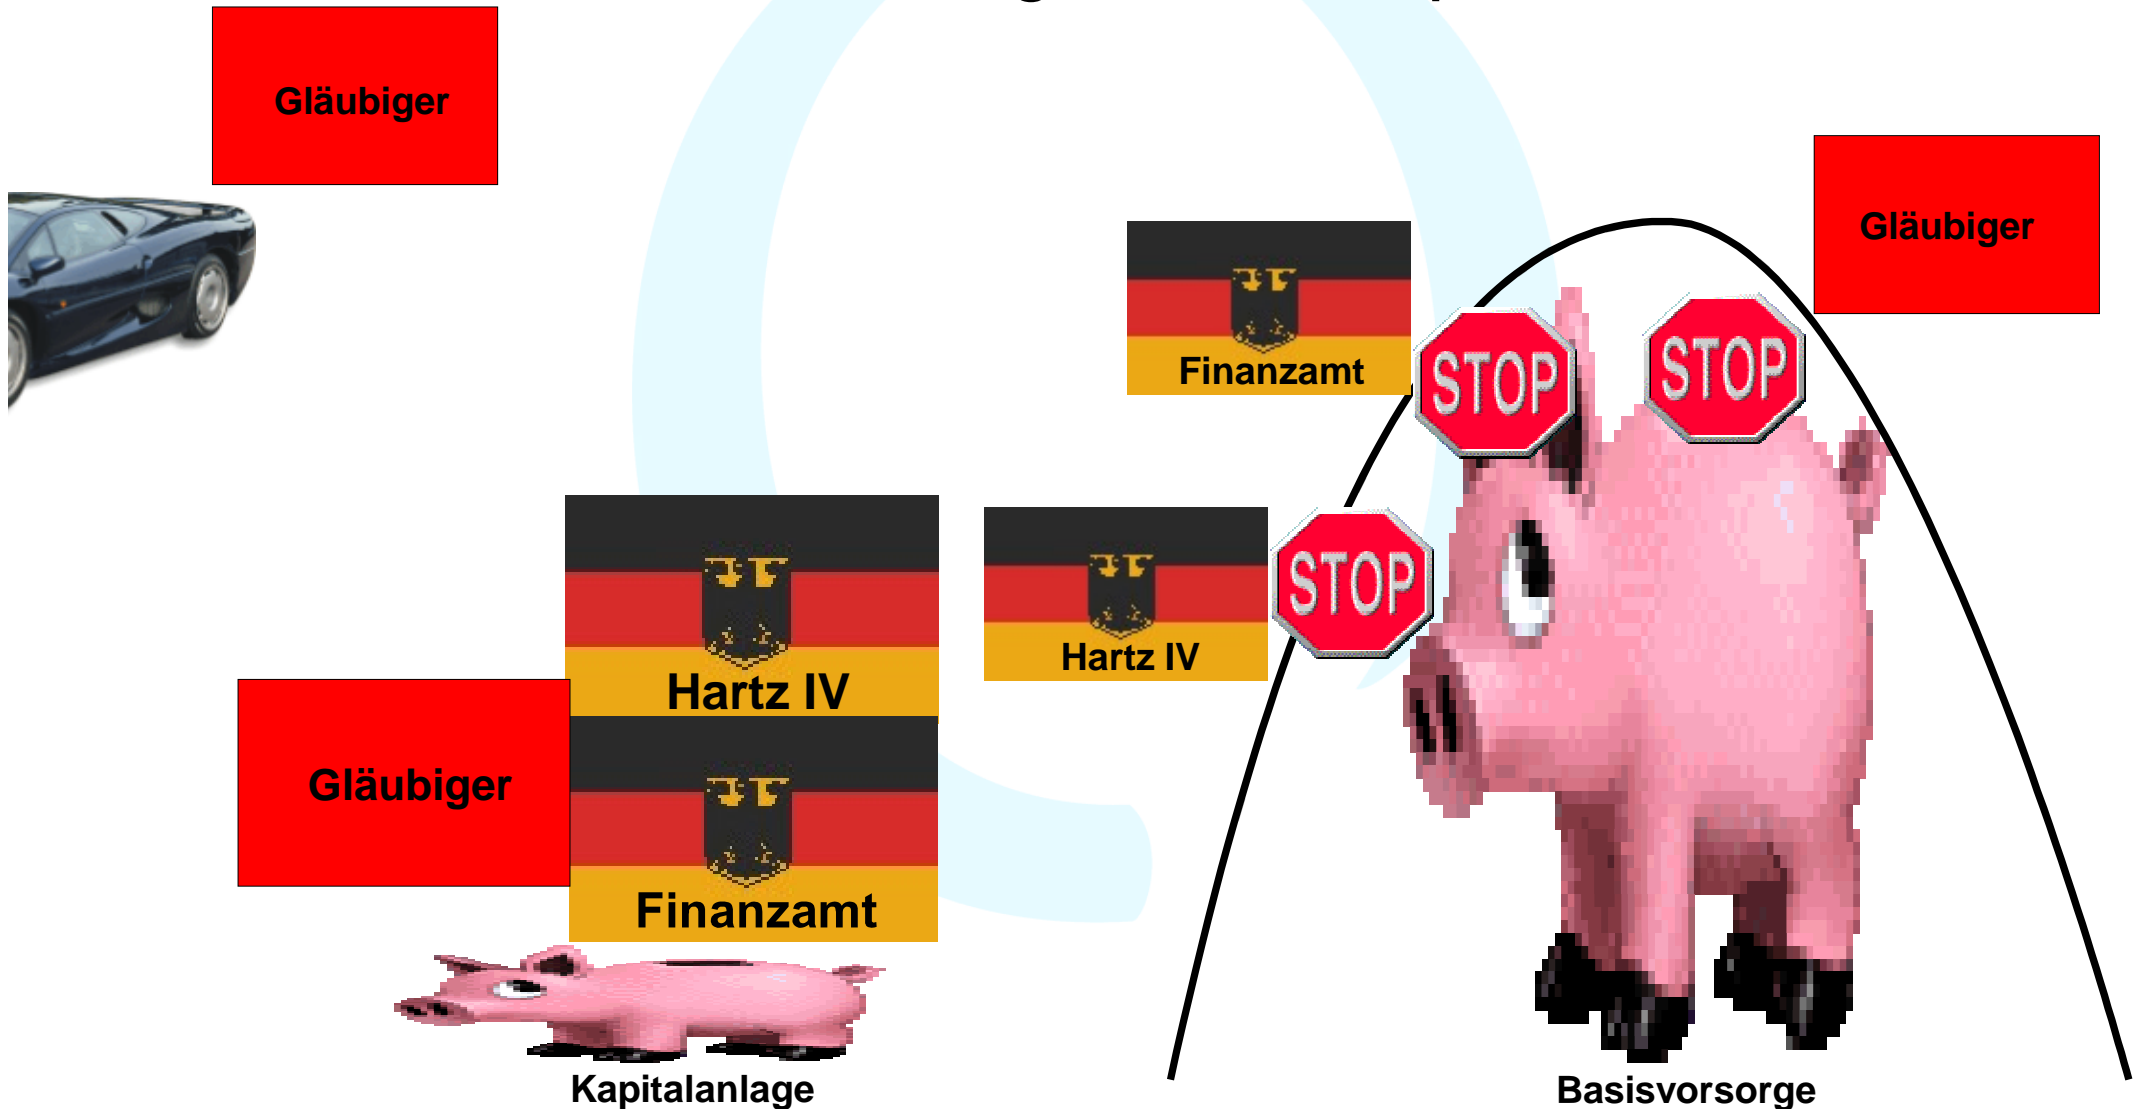 Gläubiger
Gläubiger
Finanzamt
STOP
STOP
Hartz IV
STOP
Hartz IV
Gläubiger
Finanzamt
Kapitalanlage
Basisvorsorge